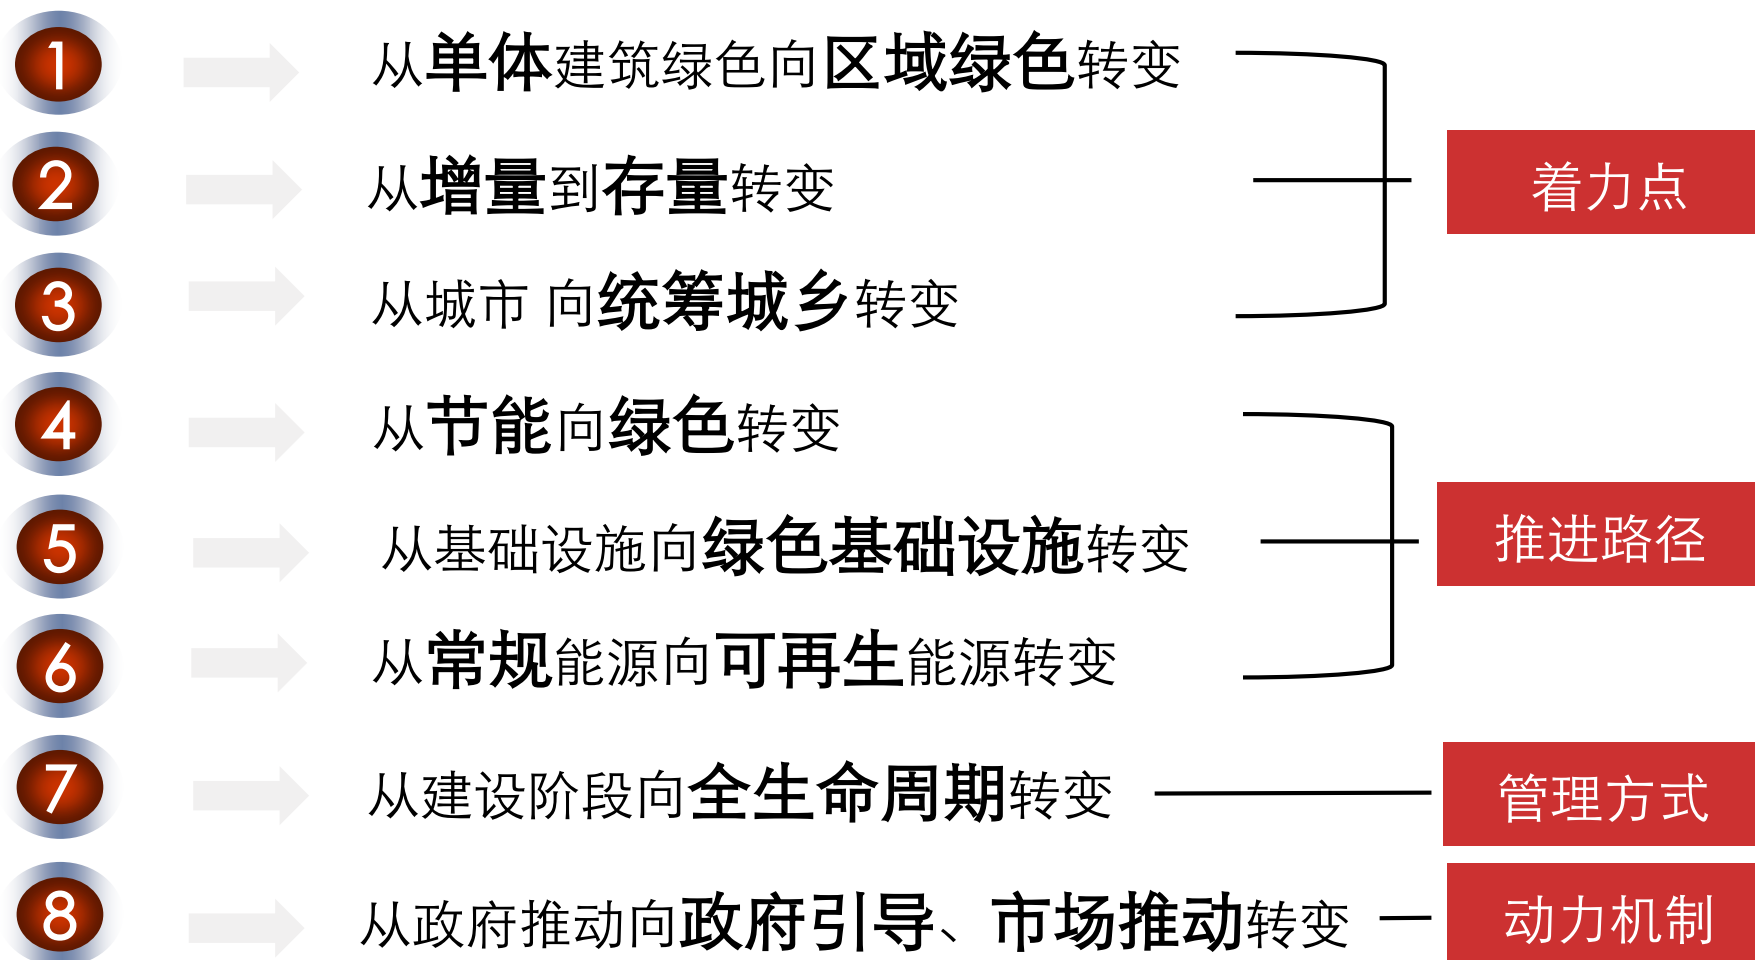 1 从单体建筑绿色向区域绿色转变
2 从增量到存量转变
着力点
3 从城市 向统筹城乡转变
4 从节能向绿色转变
5 从基础设施向绿色基础设施转变
推进路径
6 从常规能源向可再生能源转变
7 从建设阶段向全生命周期转变
管理方式
8 从政府推动向政府引导、市场推动转变
动力机制